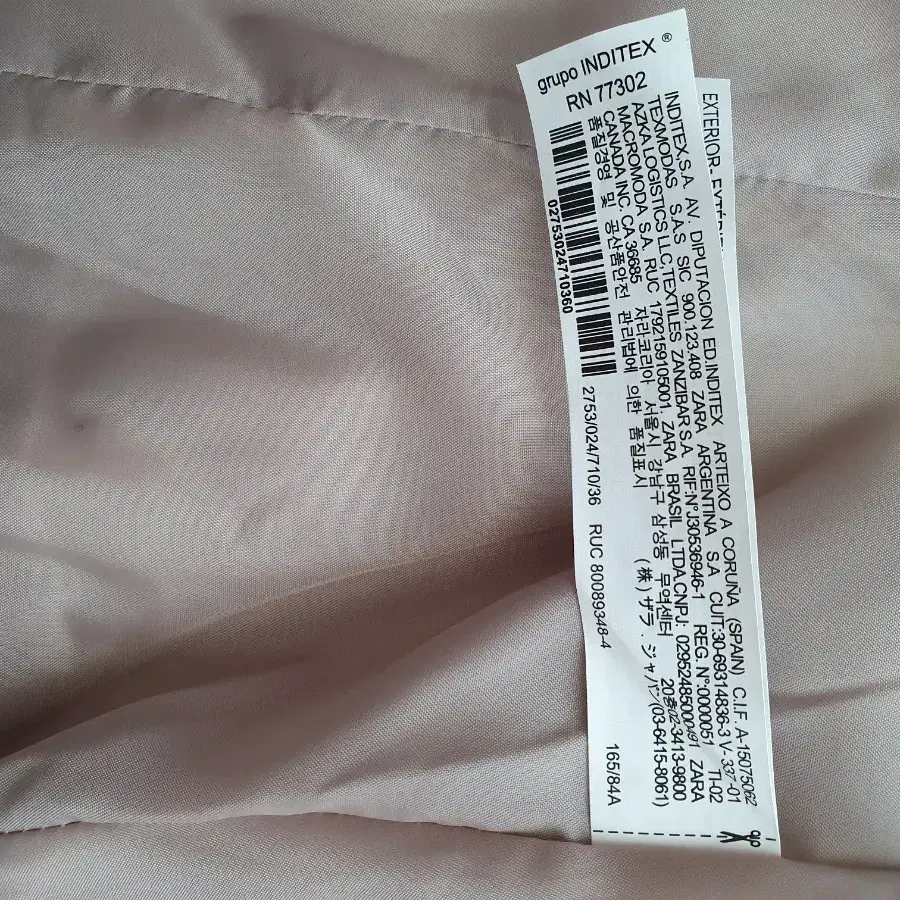 grupo INDITEX ®
RN 77302
INDITEX,S.A AV. DIPUTACION ED.INDITEX ARTEIXO A CORUÑA (SPAIN) C.I.F. A-15075062
TEXMODAS S.A.S SIC 900.123.408 ZARA ARGENTINA S.A CUIT:30-69314836-3 V-337-01
AZKA LOGISTICS LLC,TEXTILES ZANZIBAR S.A RIF:N°J30536946-1 REG. N°:0000051 TI-02
MACROMODA S.A. RUC 1792159105001. ZARA BRASIL LTDA.CNPJ: 02952485000491 ZARA
CANADA INC. CA 36685 자라코리아 서울시 강남구 삼성동 무역센터 20층02-3413-9800
품질경영 및 공산품안전 관리법에 의한 품질표시 (株) ザラ . ジャパン(03-6415-8061)
02753024710360
2753/024/710/36 RUC 80089348-4 165/84A
EXTERIOR-